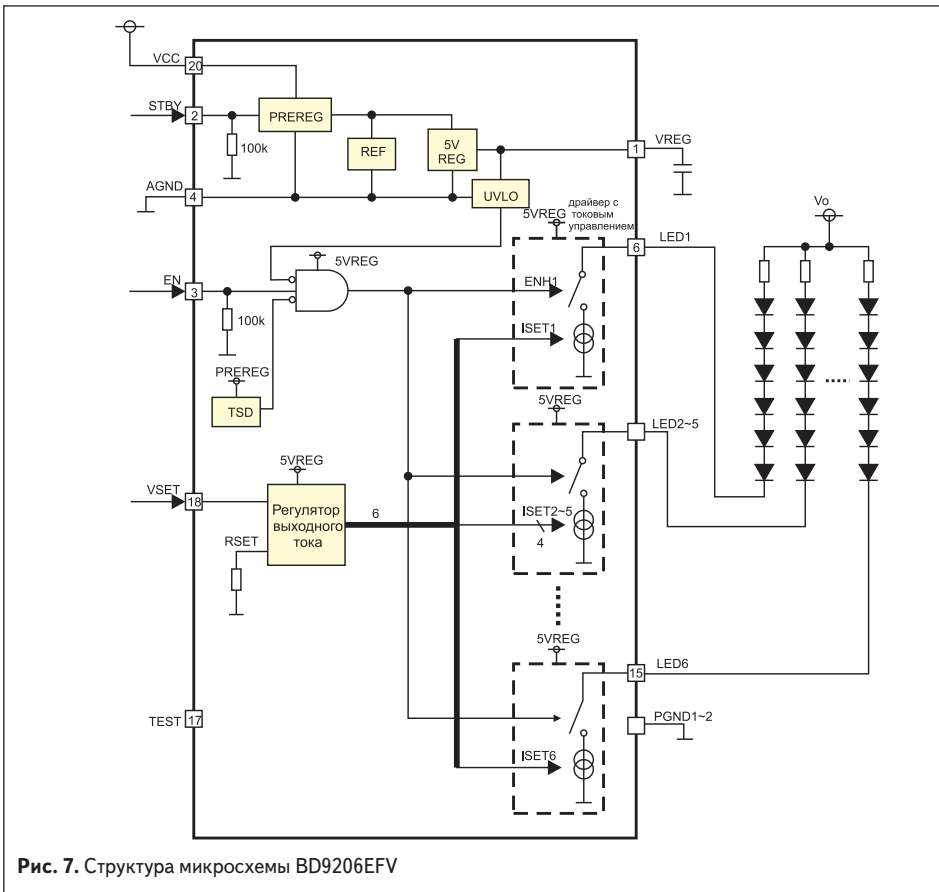 VCC
20
STBY
2
PREREG
100k
REF
5V
REG
1
VREG
AGND
4
UVLO
5VREG
драйвер с
токовым
управлением
Vo
6
LED1
5VREG
EN
3
ENH1
100k
ISET1
PREREG
TSD
5VREG
LED2~5
5VREG
VSET
18
Регулятор
выходного
тока
6
ISET2~5
4
RSET
5VREG
15
LED6
TEST
17
PGND1~2
ISET6
Рис. 7. Структура микросхемы BD9206EFV